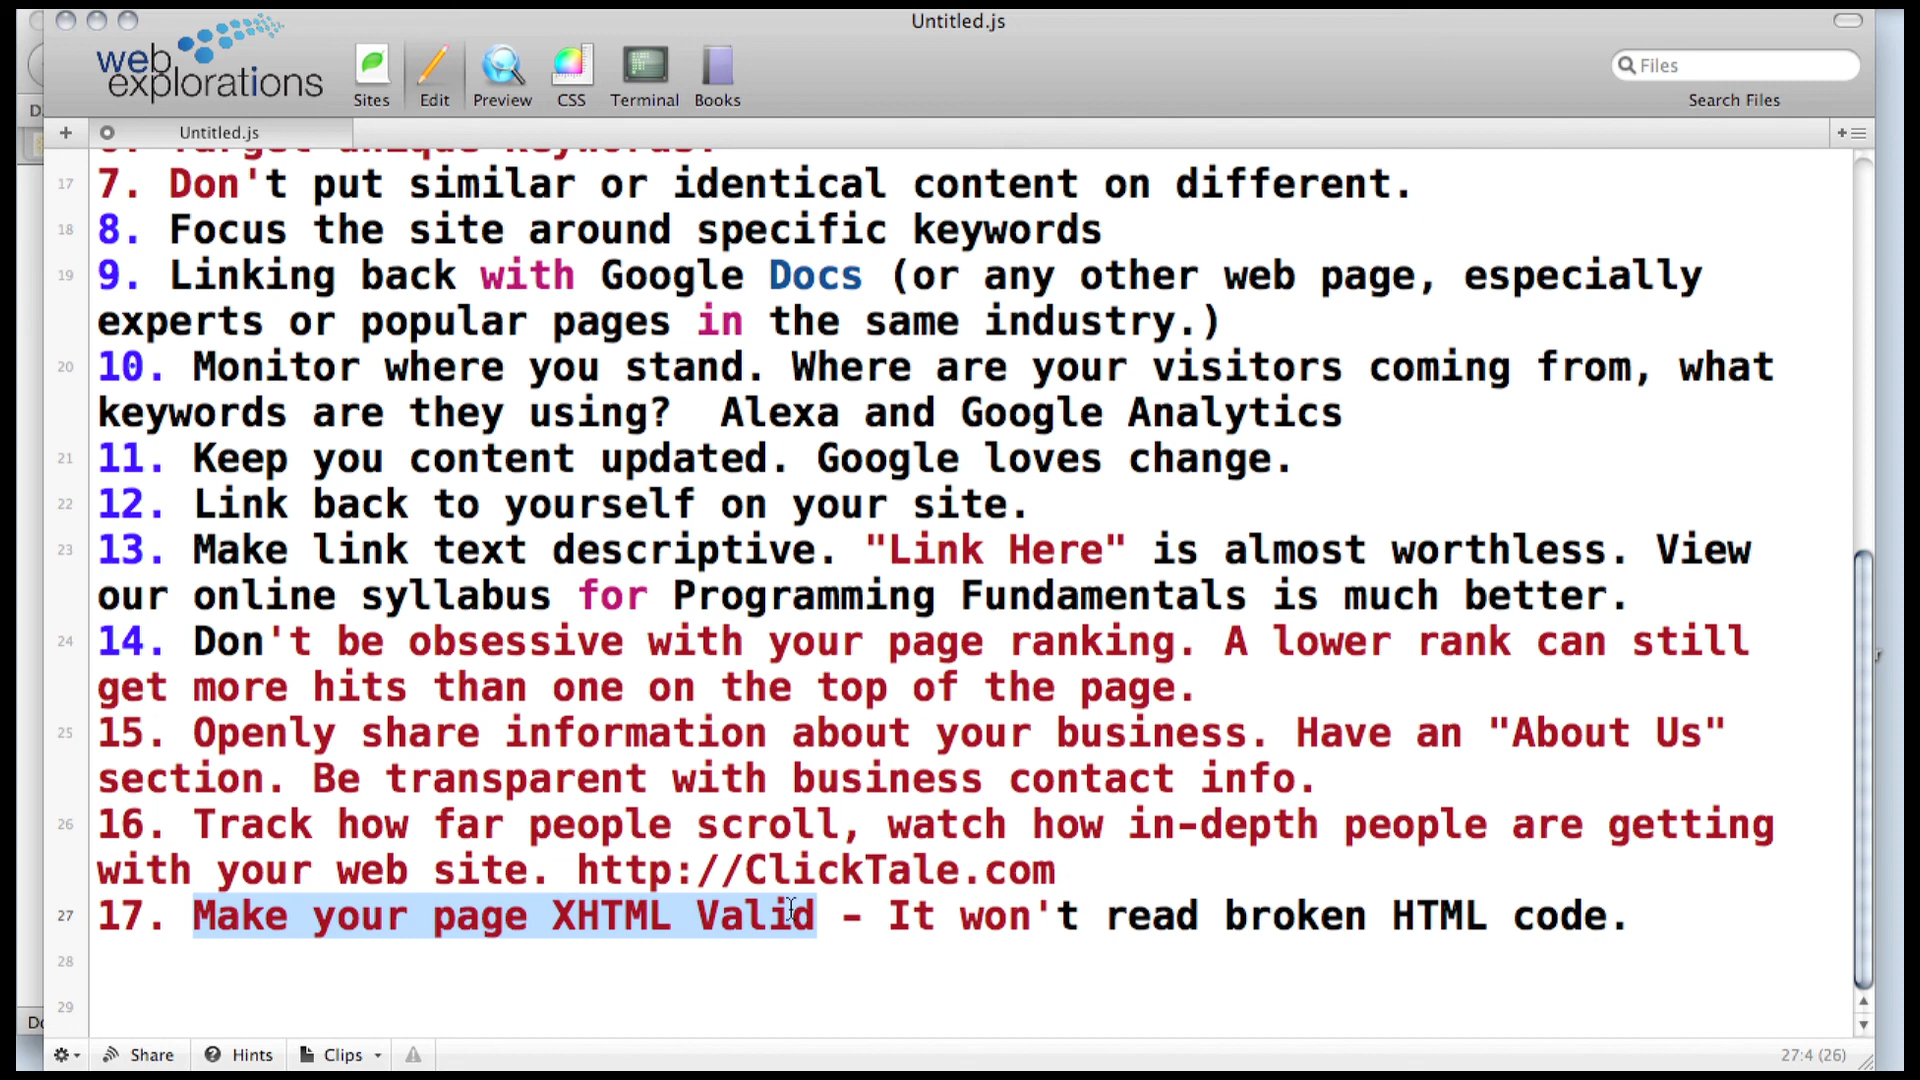 Untitled.js
web
explorations
Sites
Edit
Preview
CSS
Terminal
Books
Files
Search Files
Untitled.js
6. Target unique keywords.
17 7. Don't put similar or identical content on different.
18 8. Focus the site around specific keywords
19 9. Linking back with Google Docs (or any other web page, especially
experts or popular pages in the same industry.)
20 10. Monitor where you stand. Where are your visitors coming from, what
keywords are they using?  Alexa and Google Analytics
21 11. Keep you content updated. Google loves change.
22 12. Link back to yourself on your site.
23 13. Make link text descriptive. "Link Here" is almost worthless. View
our online syllabus for Programming Fundamentals is much better.
24 14. Don't be obsessive with your page ranking. A lower rank can still
get more hits than one on the top of the page.
25 15. Openly share information about your business. Have an "About Us"
section. Be transparent with business contact info.
26 16. Track how far people scroll, watch how in-depth people are getting
with your web site. http://ClickTale.com
27 17. Make your page XHTML Valid - It won't read broken HTML code.
28
29
Share
Hints
Clips
27:4 (26)